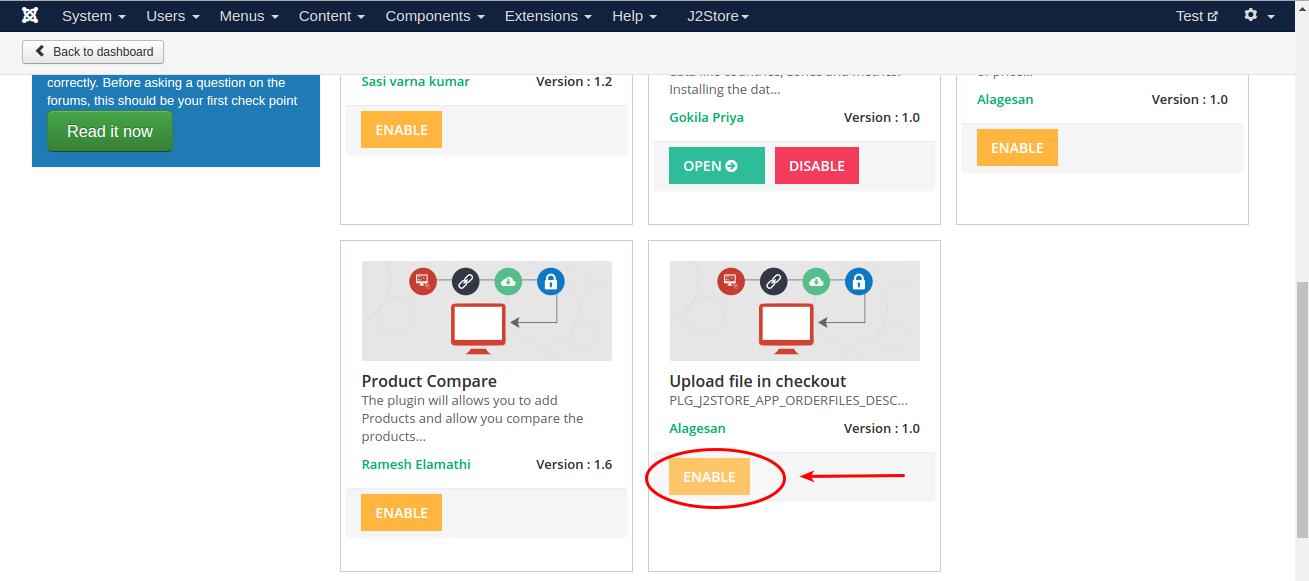 System Users Menus Content Components Extensions Help J2Store Test
Back to dashboard
correctly. Before asking a question on the
forums, this should be your first check point
Read it now
Sasi varna kumar Version : 1.2
ENABLE
Installing the dat...
Gokila Priya Version : 1.0
OPEN DISABLE
Alagesan Version : 1.0
ENABLE
Product Compare
The plugin will allows you to add
Products and allow you compare the
products...
Ramesh Elamathi Version : 1.6
ENABLE
Upload file in checkout
PLG_J2STORE_APP_ORDERFILES_DESC...
Alagesan Version : 1.0
ENABLE